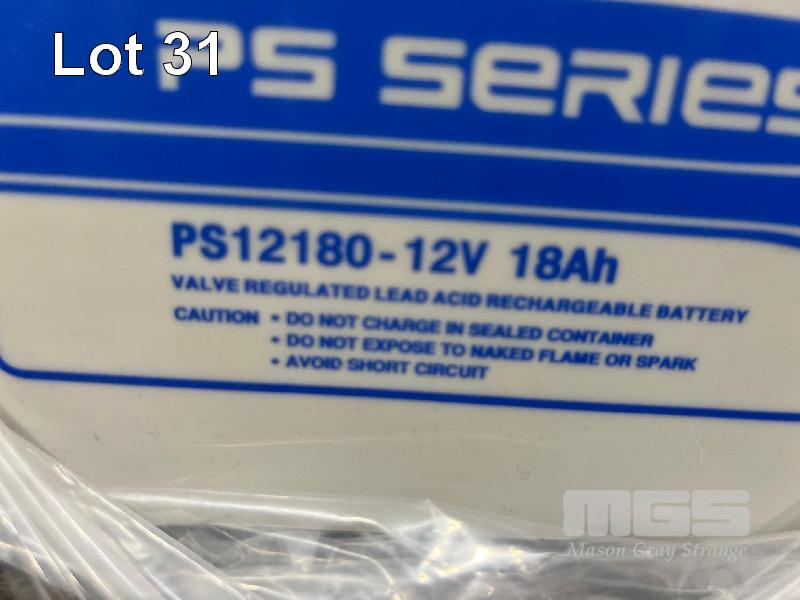 Lot 31
PS SERIES
PS12180 - 12V 18Ah
VALVE REGULATED LEAD ACID RECHARGEABLE BATTERY
CAUTION • DO NOT CHARGE IN SEALED CONTAINER
• DO NOT EXPOSE TO NAKED FLAME OR SPARK
• AVOID SHORT CIRCUIT
MGS
Mason Gray Strange